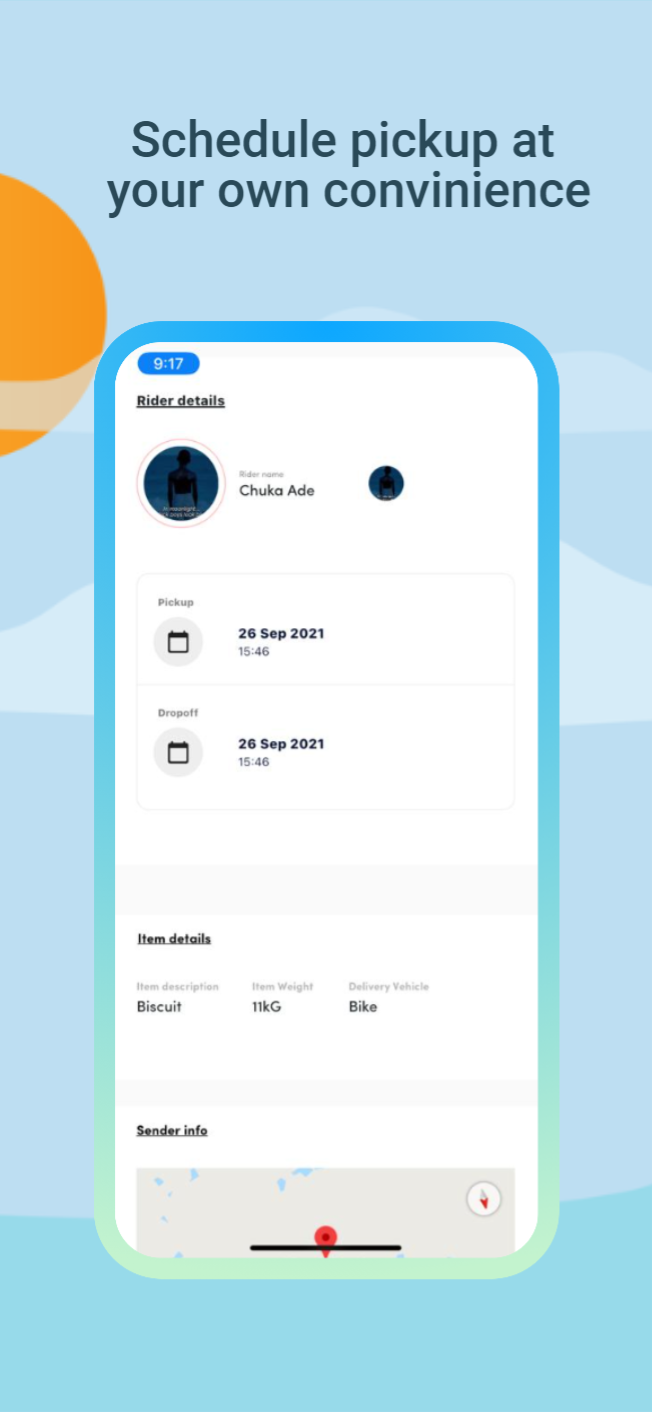 Schedule pickup at
your own convinience
9:17
Rider details
Rider name
Chuka Ade
Pickup
26 Sep 2021
15:46
Dropoff
26 Sep 2021
15:46
Item details
Item description Item Weight Delivery Vehicle
Biscuit 11kG Bike
Sender info